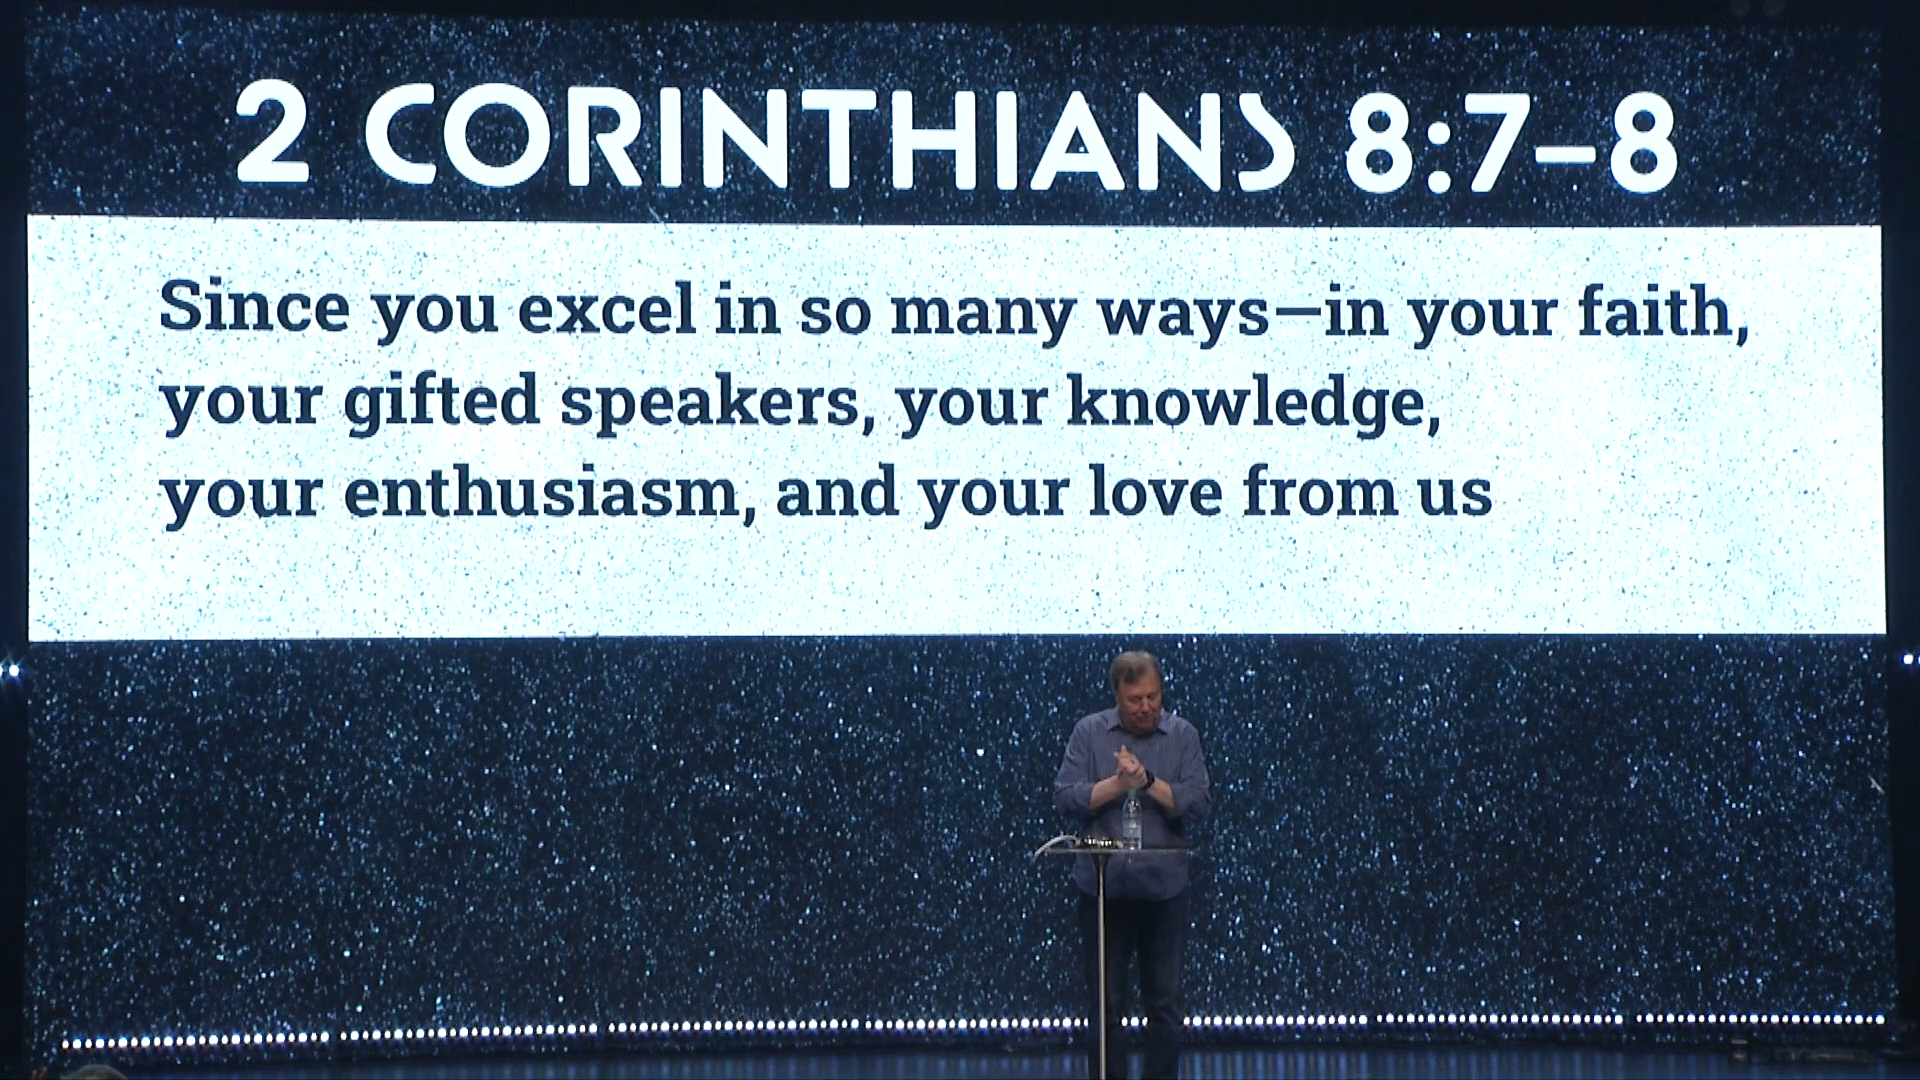 2 CORINTHIANS 8:7–8
Since you excel in so many ways—in your faith,
your gifted speakers, your knowledge,
your enthusiasm, and your love from us